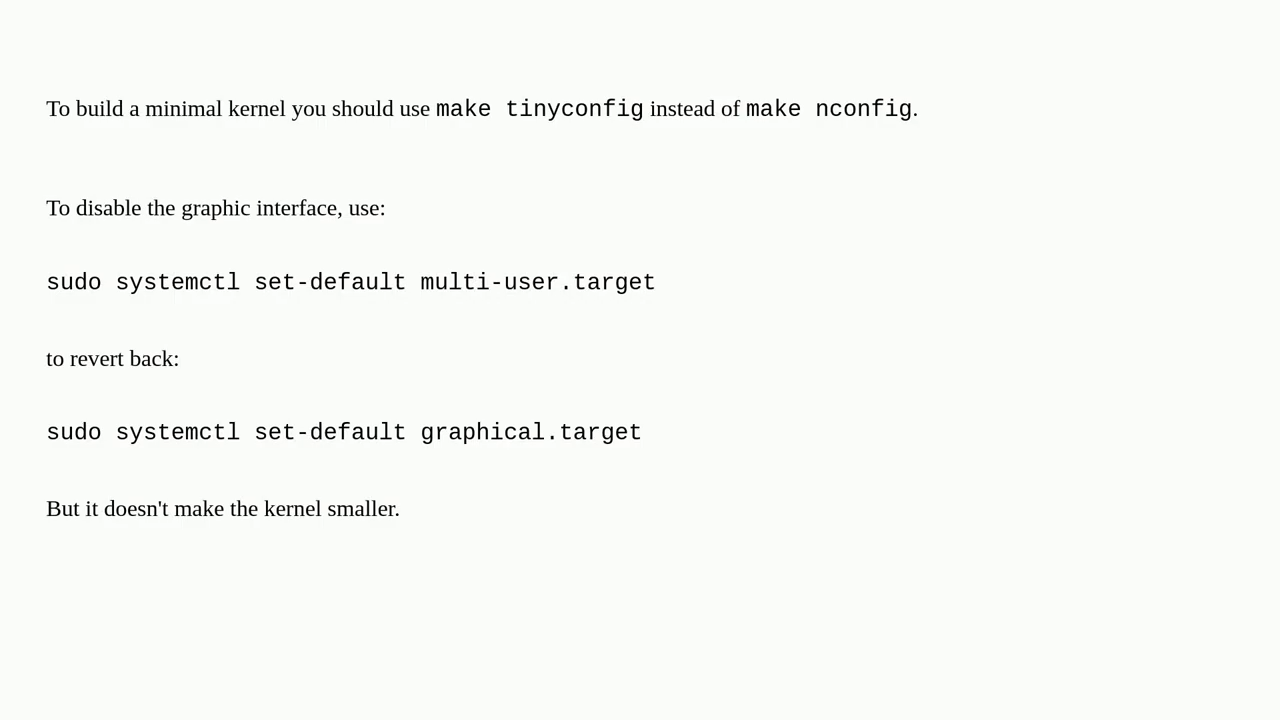 To build a minimal kernel you should use make tinyconfig instead of make nconfig.
To disable the graphic interface, use:
sudo systemctl set-default multi-user.target
to revert back:
sudo systemctl set-default graphical.target
But it doesn't make the kernel smaller.